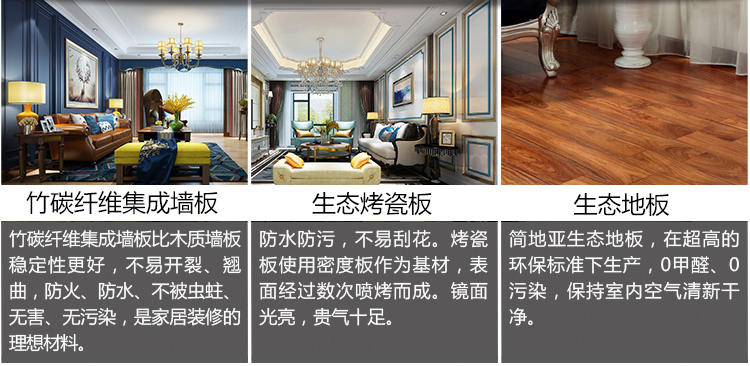 竹碳纤维集成墙板
竹碳纤维集成墙板比木质墙板
稳定性更好，不易开裂、翘
曲，防火、防水、不被虫蛀、
无害、无污染，是家居装修的
理想材料。
生态烤瓷板
防水防污，不易刮花。烤瓷
板使用密度板作为基材，表
面经过数次喷烤而成。镜面
光亮，贵气十足。
生态地板
简地亚生态地板，在超高的
环保标准下生产，0甲醛、0
污染，保持室内空气清新干
净。